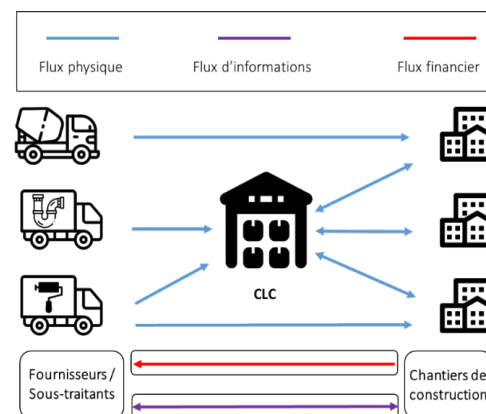 Flux physique
Flux d'informations
Flux financier
CLC
Fournisseurs /
Sous-traitants
Chantiers de
construction